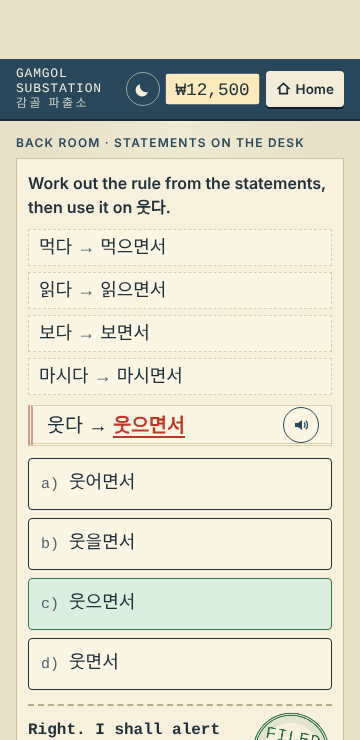 GAMGOL
SUBSTATION
감골 파출소
₩12,500
Home
BACK ROOM · STATEMENTS ON THE DESK
Work out the rule from the statements,
then use it on 웃다.
먹다 → 먹으면서
읽다 → 읽으면서
보다 → 보면서
마시다 → 마시면서
웃다 → 웃으면서
a) 웃어면서
b) 웃을면서
c) 웃으면서
d) 웃면서
Right. I shall alert
FILED